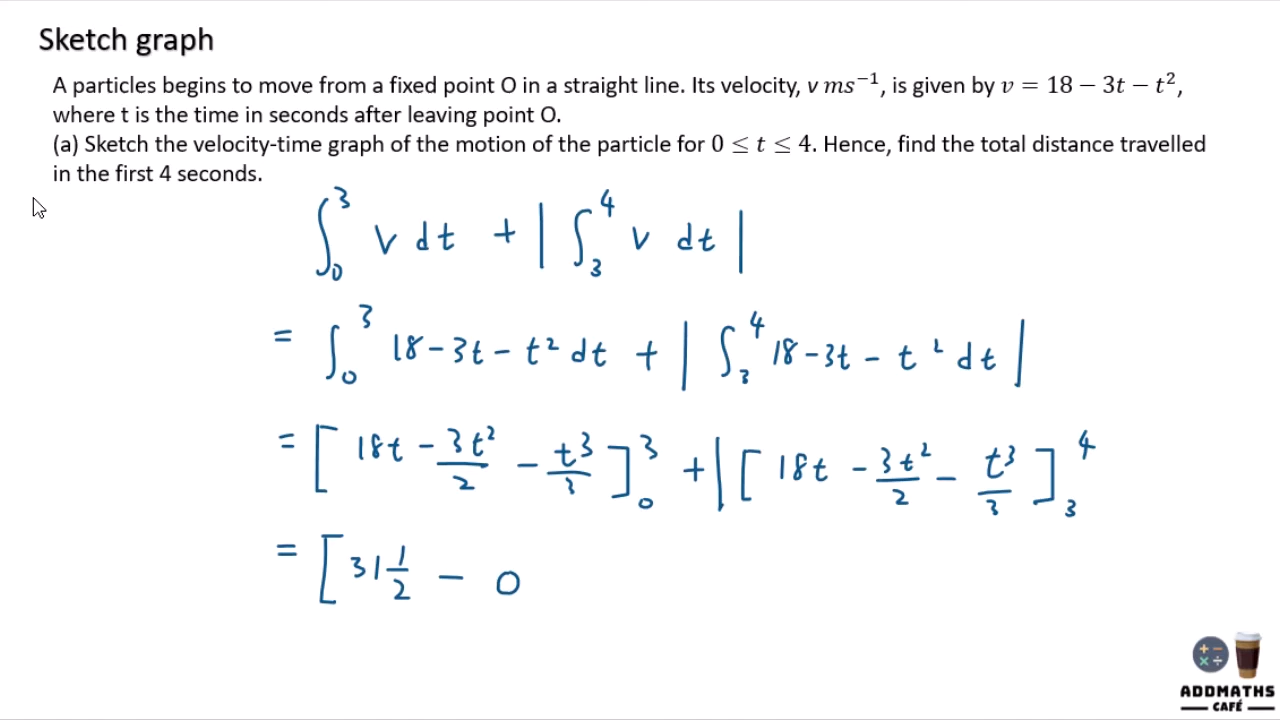 Sketch graph
A particles begins to move from a fixed point O in a straight line. Its velocity, v ms⁻¹, is given by v = 18 − 3t − t²,
where t is the time in seconds after leaving point O.
(a) Sketch the velocity-time graph of the motion of the particle for 0 ≤ t ≤ 4. Hence, find the total distance travelled
in the first 4 seconds.
∫₀³ v dt + | ∫₃⁴ v dt |
= ∫₀³ 18 - 3t - t² dt + | ∫₃⁴ 18 - 3t - t² dt |
= [ 18t - 3t²/2 - t³/3 ]₀³ + | [ 18t - 3t²/2 - t³/3 ]₃⁴
= [ 31 1/2 - 0
+ −
× ÷
ADDMATHS
CAFÉ